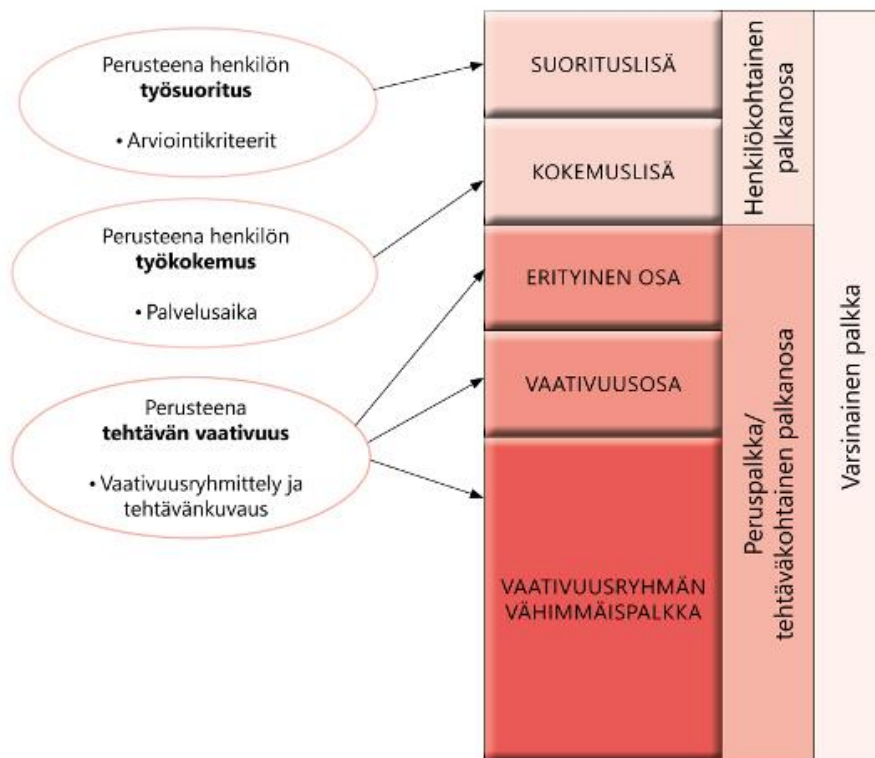 Perusteena henkilön
työsuoritus
• Arviointikriteerit
Perusteena henkilön
työkokemus
• Palvelusaika
Perusteena
tehtävän vaativuus
• Vaativuusryhmittely ja
tehtävänkuvaus
SUORITUSLISÄ
KOKEMUSLISÄ
ERITYINEN OSA
VAATIVUUSOSA
VAATIVUUSRYHMÄN
VÄHIMMÄISPALKKA
Henkilökohtainen
palkanosa
Peruspalkka/
tehtäväkohtainen palkanosa
Varsinainen palkka